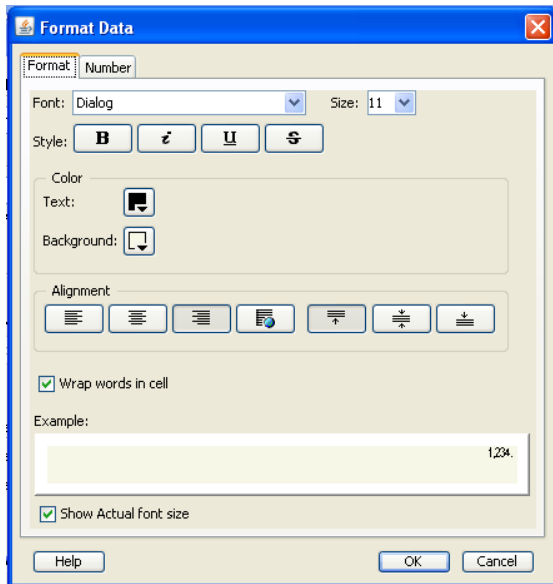 Format Data
Format Number
Font: Dialog Size: 11
Style: B i U S
Color
Text:
Background:
Alignment
Wrap words in cell
Example:
1,234.
Show Actual font size
Help OK Cancel